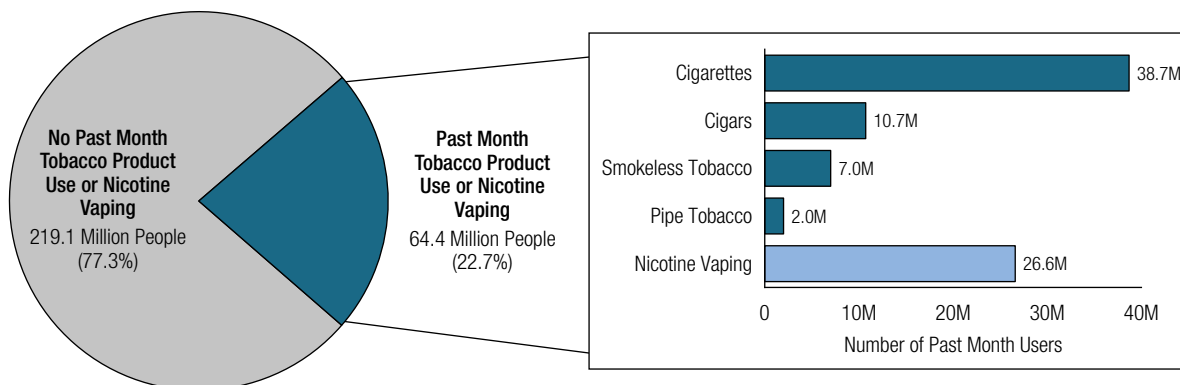 No Past Month
Tobacco Product
Use or Nicotine
Vaping
219.1 Million People
(77.3%)
Past Month
Tobacco Product
Use or Nicotine
Vaping
64.4 Million People
(22.7%)
Cigarettes
38.7M
Cigars
10.7M
Smokeless Tobacco
7.0M
Pipe Tobacco
2.0M
Nicotine Vaping
26.6M
0 10M 20M 30M 40M
Number of Past Month Users